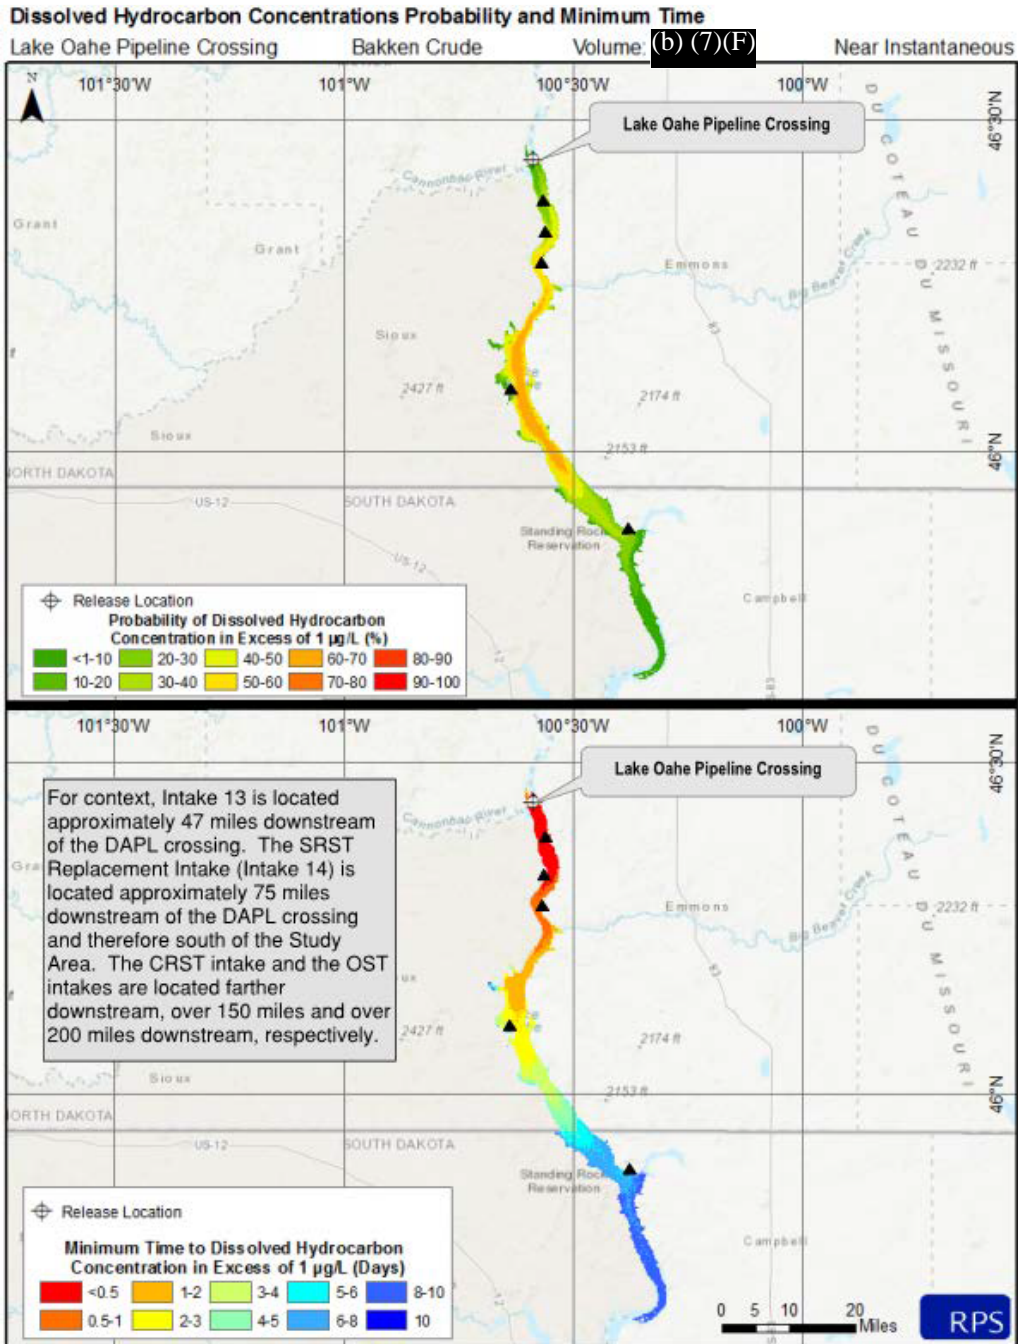 Dissolved Hydrocarbon Concentrations Probability and Minimum Time
Lake Oahe Pipeline Crossing Bakken Crude Volume: (b) (7)(F) Near Instantaneous
101°30'W 101°W 100°30'W 100°W
N
46°30'N
Lake Oahe Pipeline Crossing
DU COTEAU DU MISSOURI
Cannonball River
Grant
Grant
Emmons
2232 ft
Big Beaver Creek
Sioux
83
2427 ft
2174 ft
Sioux
2153 ft
46°N
NORTH DAKOTA
US-12
SOUTH DAKOTA
Standing Rock
Reservation
US-12
Campbell
12
US-83
Release Location
Probability of Dissolved Hydrocarbon
Concentration in Excess of 1 µg/L (%)
<1-10 20-30 40-50 60-70 80-90
10-20 30-40 50-60 70-80 90-100
101°30'W 101°W 100°30'W 100°W
46°30'N
Lake Oahe Pipeline Crossing
DU COTEAU DU MISSOURI
For context, Intake 13 is located
approximately 47 miles downstream
of the DAPL crossing. The SRST
Replacement Intake (Intake 14) is
located approximately 75 miles
downstream of the DAPL crossing
and therefore south of the Study
Area. The CRST intake and the OST
intakes are located farther
downstream, over 150 miles and over
200 miles downstream, respectively.
Cannonball River
Emmons
2232 ft
Big Beaver Creek
83
2427 ft
2174 ft
Sioux
2153 ft
46°N
NORTH DAKOTA
US-12
SOUTH DAKOTA
Standing Rock
Reservation
Campbell
12
Release Location
Minimum Time to Dissolved Hydrocarbon
Concentration in Excess of 1 µg/L (Days)
<0.5 1-2 3-4 5-6 8-10
0.5-1 2-3 4-5 6-8 10
0 5 10 20
Miles
RPS